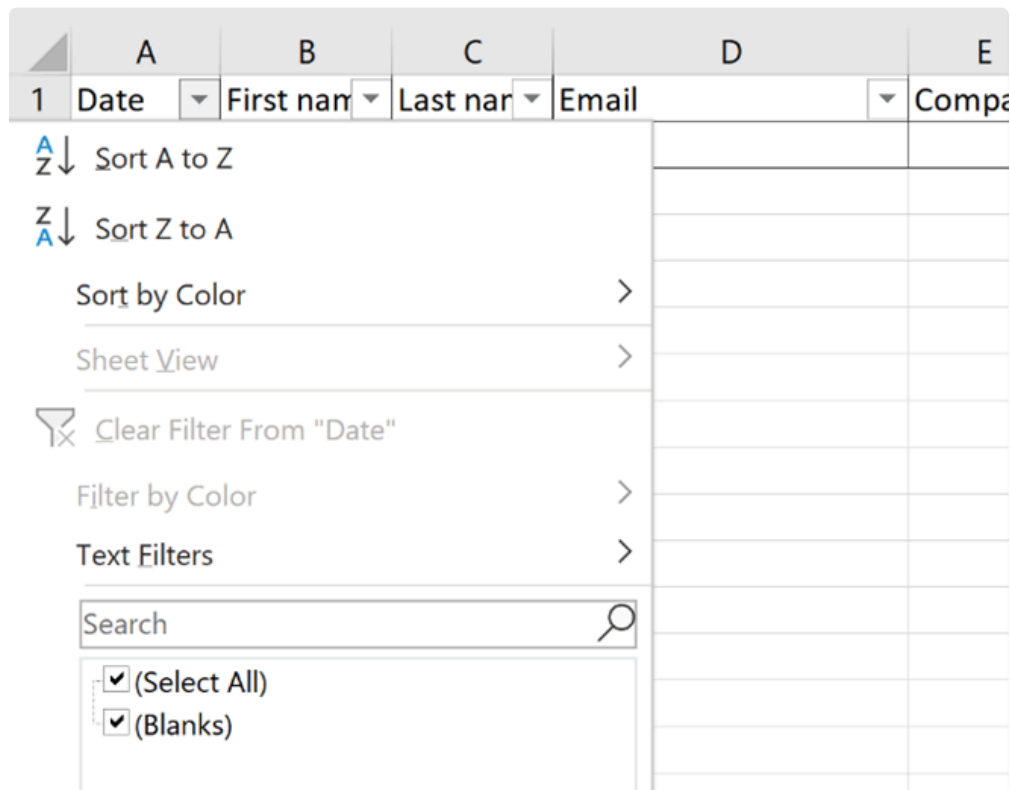 A B C D E
1 Date First nam Last nar Email Compa
Sort A to Z
Sort Z to A
Sort by Color
Sheet View
Clear Filter From "Date"
Filter by Color
Text Filters
Search
(Select All)
(Blanks)